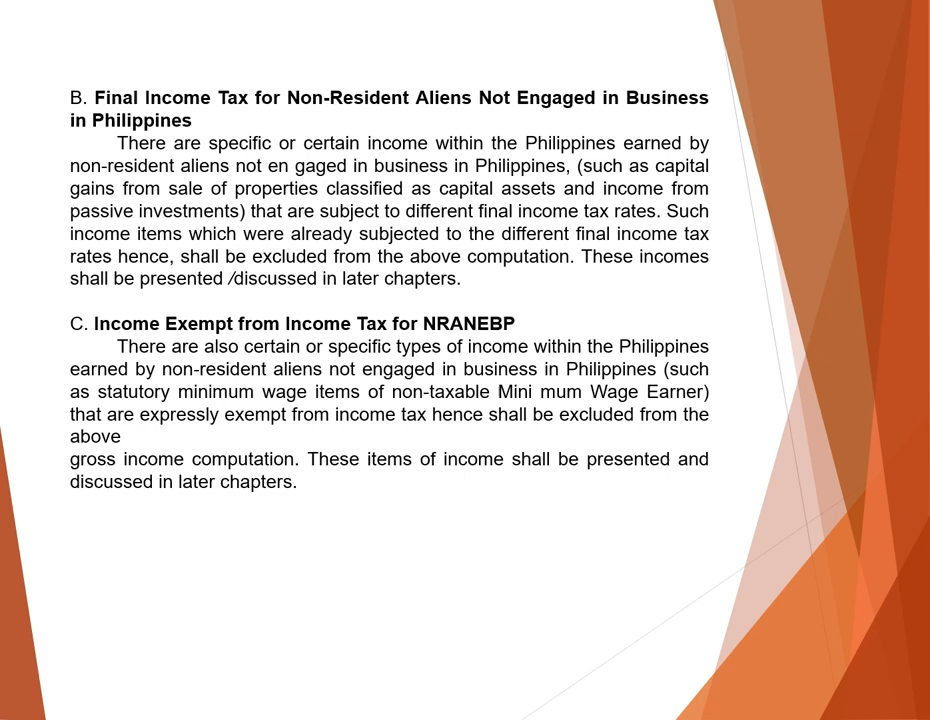 B. Final Income Tax for Non-Resident Aliens Not Engaged in Business
in Philippines
There are specific or certain income within the Philippines earned by
non-resident aliens not en gaged in business in Philippines, (such as capital
gains from sale of properties classified as capital assets and income from
passive investments) that are subject to different final income tax rates. Such
income items which were already subjected to the different final income tax
rates hence, shall be excluded from the above computation. These incomes
shall be presented /discussed in later chapters.
C. Income Exempt from Income Tax for NRANEBP
There are also certain or specific types of income within the Philippines
earned by non-resident aliens not engaged in business in Philippines (such
as statutory minimum wage items of non-taxable Mini mum Wage Earner)
that are expressly exempt from income tax hence shall be excluded from the
above
gross income computation. These items of income shall be presented and
discussed in later chapters.